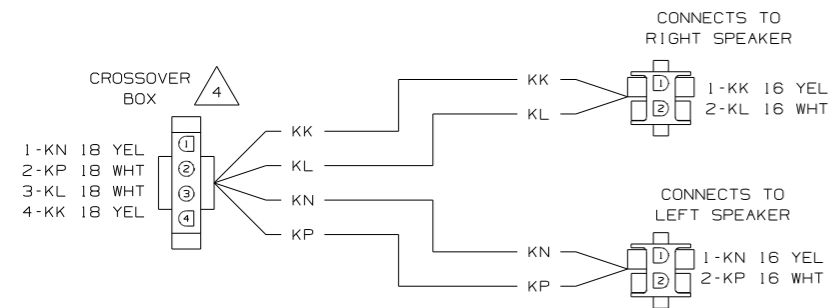 CONNECTS TO
RIGHT SPEAKER
CROSSOVER
BOX
4
1-KN 18 YEL
2-KP 18 WHT
3-KL 18 WHT
4-KK 18 YEL
1
2
3
4
KK
KL
KN
KP
KK
KL
1
2
1-KK 16 YEL
2-KL 16 WHT
CONNECTS TO
LEFT SPEAKER
KN
KP
1
2
1-KN 16 YEL
2-KP 16 WHT